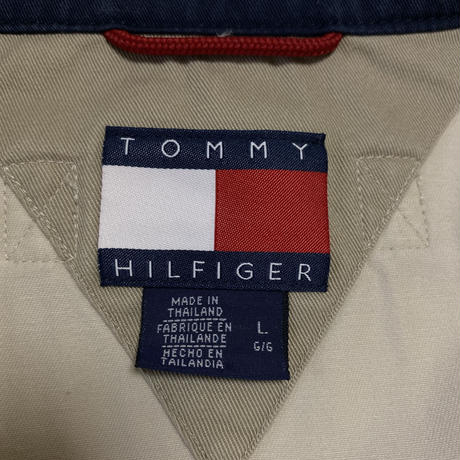 TOMMY
HILFIGER
MADE IN
THAILAND
FABRIQUE EN
THAILANDE
HECHO EN
TAILANDIA
L
G/G